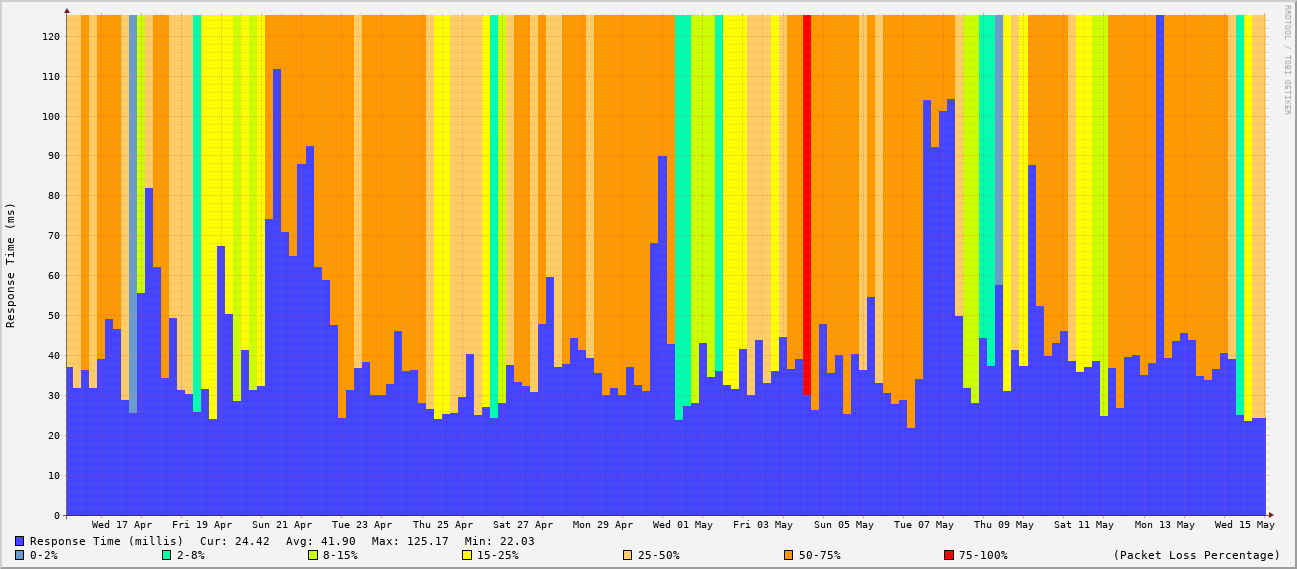 RRDTOOL / TOBI OETIKER
Response Time (ms)
120
110
100
90
80
70
60
50
40
30
20
10
0
Wed 17 Apr Fri 19 Apr Sun 21 Apr Tue 23 Apr Thu 25 Apr Sat 27 Apr Mon 29 Apr Wed 01 May Fri 03 May Sun 05 May Tue 07 May Thu 09 May Sat 11 May Mon 13 May Wed 15 May
Response Time (millis) Cur: 24.42 Avg: 41.90 Max: 125.17 Min: 22.03
0-2% 2-8% 8-15% 15-25% 25-50% 50-75% 75-100% (Packet Loss Percentage)